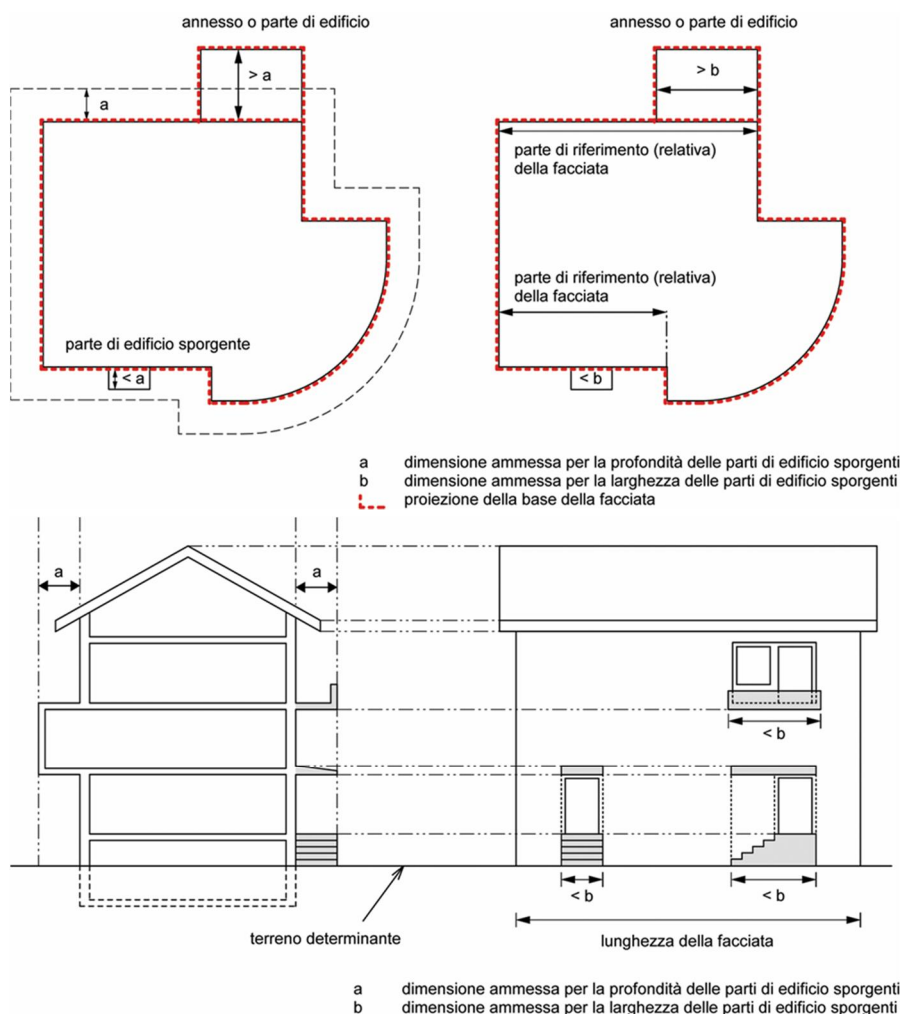 annesso o parte di edificio
annesso o parte di edificio
> a
a
> b
parte di riferimento (relativa)
della facciata
parte di riferimento (relativa)
della facciata
parte di edificio sporgente
< a
< b
a dimensione ammessa per la profondità delle parti di edificio sporgenti
b dimensione ammessa per la larghezza delle parti di edificio sporgenti
proiezione della base della facciata
a
a
< b
< b
< b
terreno determinante
lunghezza della facciata
a dimensione ammessa per la profondità delle parti di edificio sporgenti
b dimensione ammessa per la larghezza delle parti di edificio sporgenti